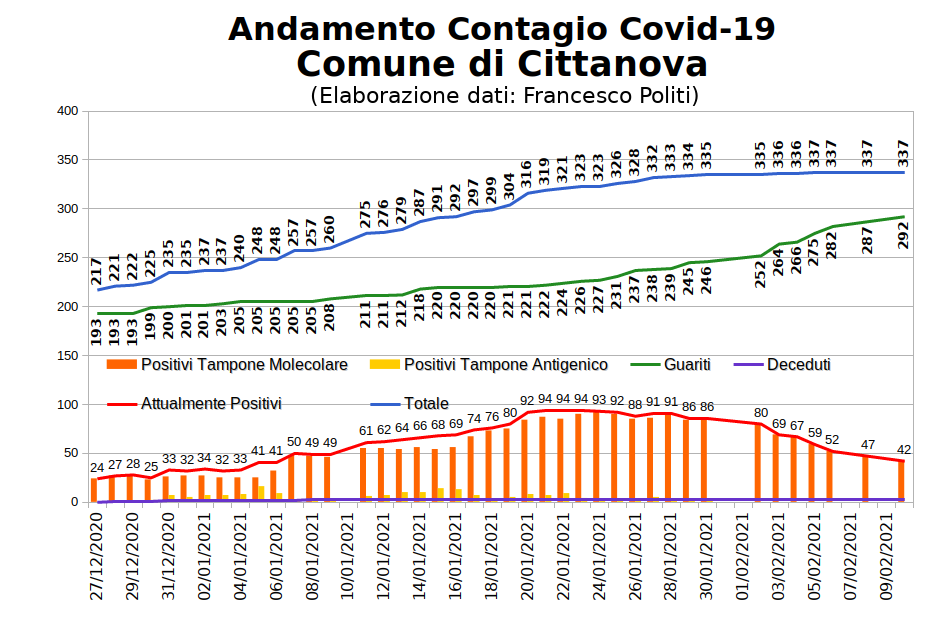 Andamento Contagio Covid-19
Comune di Cittanova
(Elaborazione dati: Francesco Politi)
400
350
300
250
200
150
100
50
0
217 221 222 225 235 235 237 237 240 248 248 257 257 260 275 276 279 287 291 292 297 299 304 316 319 321 323 323 326 328 332 333 334 335 335 336 336 337 337 337 337
193 193 193 199 200 201 201 203 205 205 205 205 205 208 211 211 212 218 220 220 220 220 221 221 222 224 226 227 231 237 238 239 245 246 252 264 266 275 282 287 292
Positivi Tampone Molecolare Positivi Tampone Antigenico Guariti Deceduti
Attualmente Positivi Totale
24 27 28 25 33 32 34 32 33 41 41 50 49 49 61 62 64 66 68 69 74 76 80 92 94 94 94 93 92 88 91 91 86 86 80 69 67 59 52 47 42
27/12/2020 29/12/2020 31/12/2020 02/01/2021 04/01/2021 06/01/2021 08/01/2021 10/01/2021 12/01/2021 14/01/2021 16/01/2021 18/01/2021 20/01/2021 22/01/2021 24/01/2021 26/01/2021 28/01/2021 30/01/2021 01/02/2021 03/02/2021 05/02/2021 07/02/2021 09/02/2021